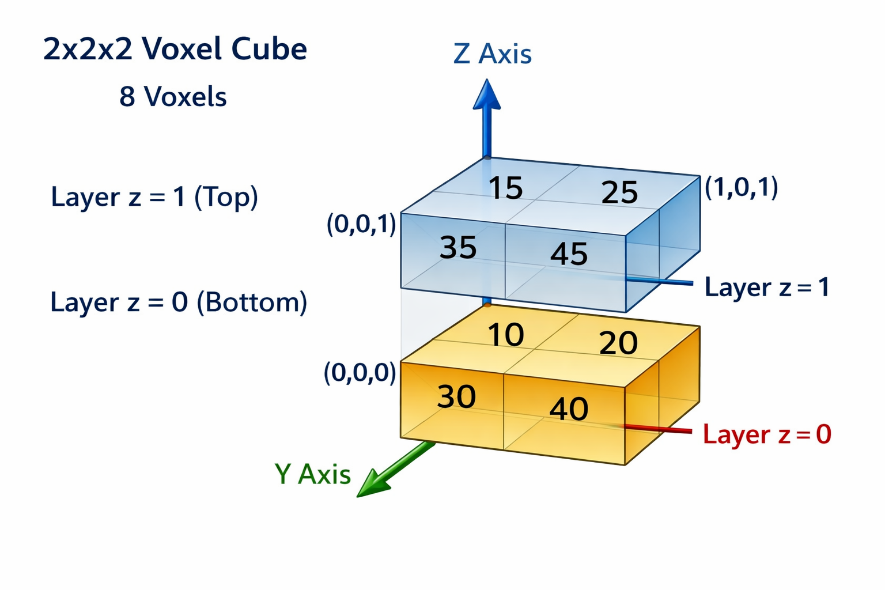 2x2x2 Voxel Cube
8 Voxels
Z Axis
Layer z = 1 (Top)
15
25
(1,0,1)
(0,0,1)
35
45
Layer z = 1
Layer z = 0 (Bottom)
10
20
(0,0,0)
30
40
Layer z = 0
Y Axis